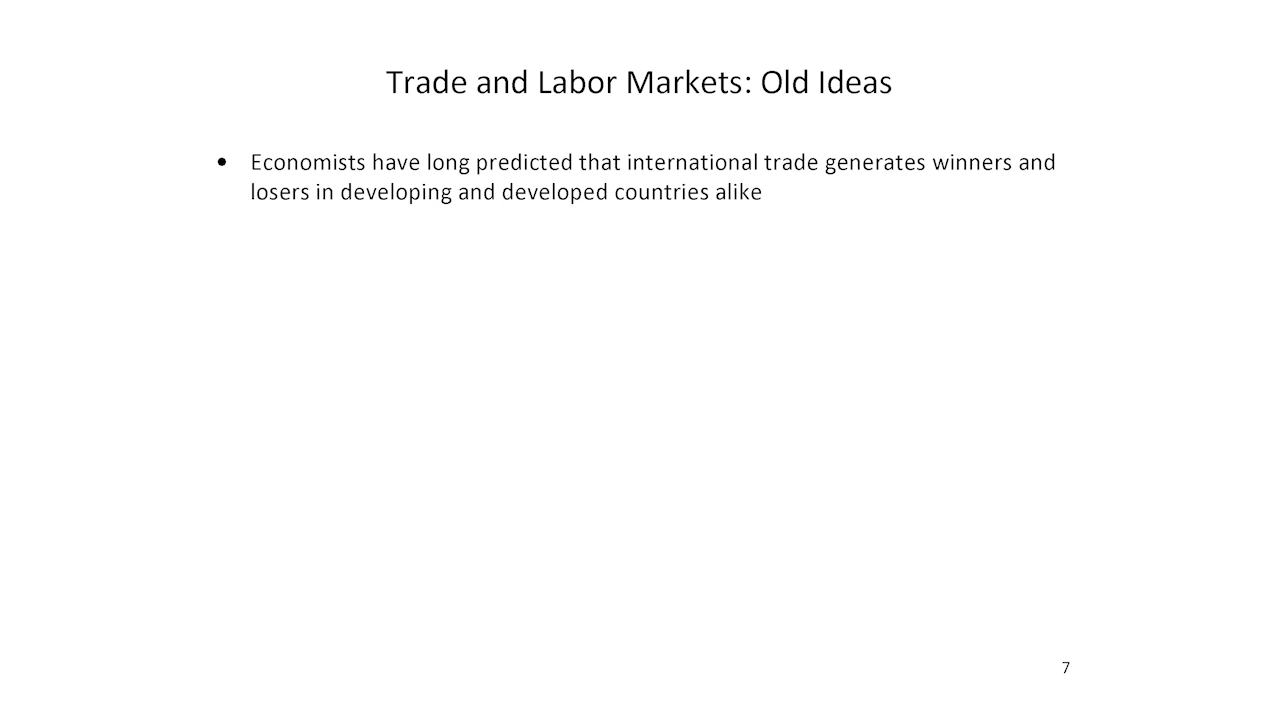 Trade and Labor Markets: Old Ideas
• Economists have long predicted that international trade generates winners and
losers in developing and developed countries alike
7